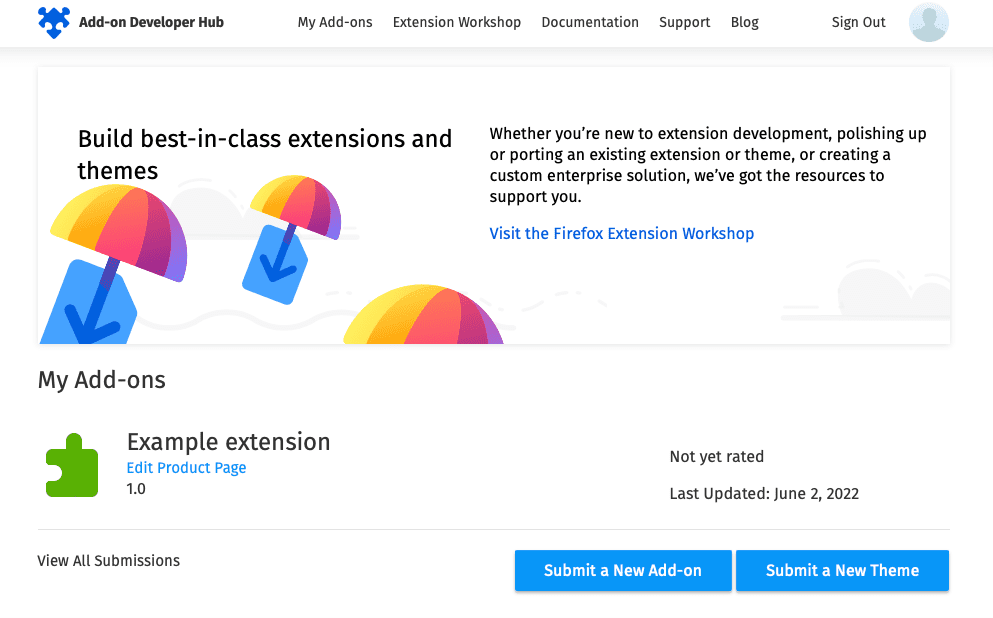 Add-on Developer Hub
My Add-ons
Extension Workshop
Documentation
Support
Blog
Sign Out
Build best-in-class extensions and
themes
Whether you’re new to extension development, polishing up
or porting an existing extension or theme, or creating a
custom enterprise solution, we’ve got the resources to
support you.
Visit the Firefox Extension Workshop
My Add-ons
Example extension
Edit Product Page
1.0
Not yet rated
Last Updated: June 2, 2022
View All Submissions
Submit a New Add-on
Submit a New Theme